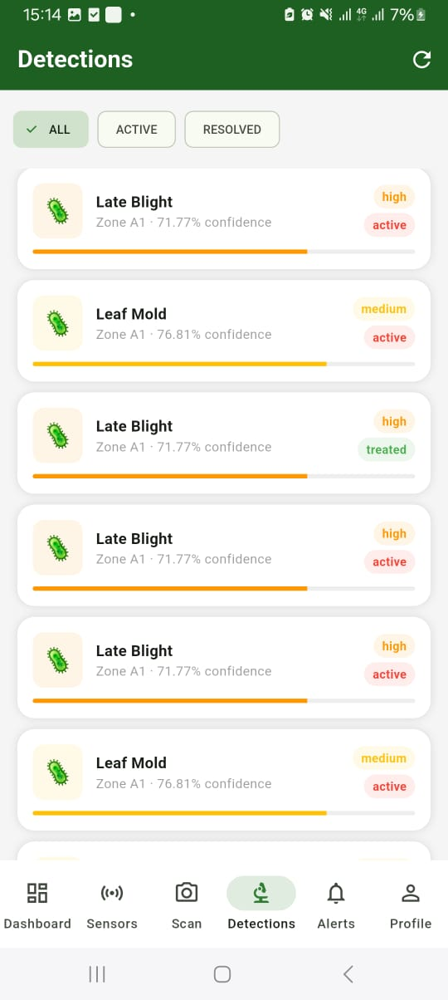 15:14 4G 7%
Detections
ALL ACTIVE RESOLVED
Late Blight high
Zone A1 · 71.77% confidence active
Leaf Mold medium
Zone A1 · 76.81% confidence active
Late Blight high
Zone A1 · 71.77% confidence treated
Late Blight high
Zone A1 · 71.77% confidence active
Late Blight high
Zone A1 · 71.77% confidence active
Leaf Mold medium
Zone A1 · 76.81% confidence active
Dashboard Sensors Scan Detections Alerts Profile